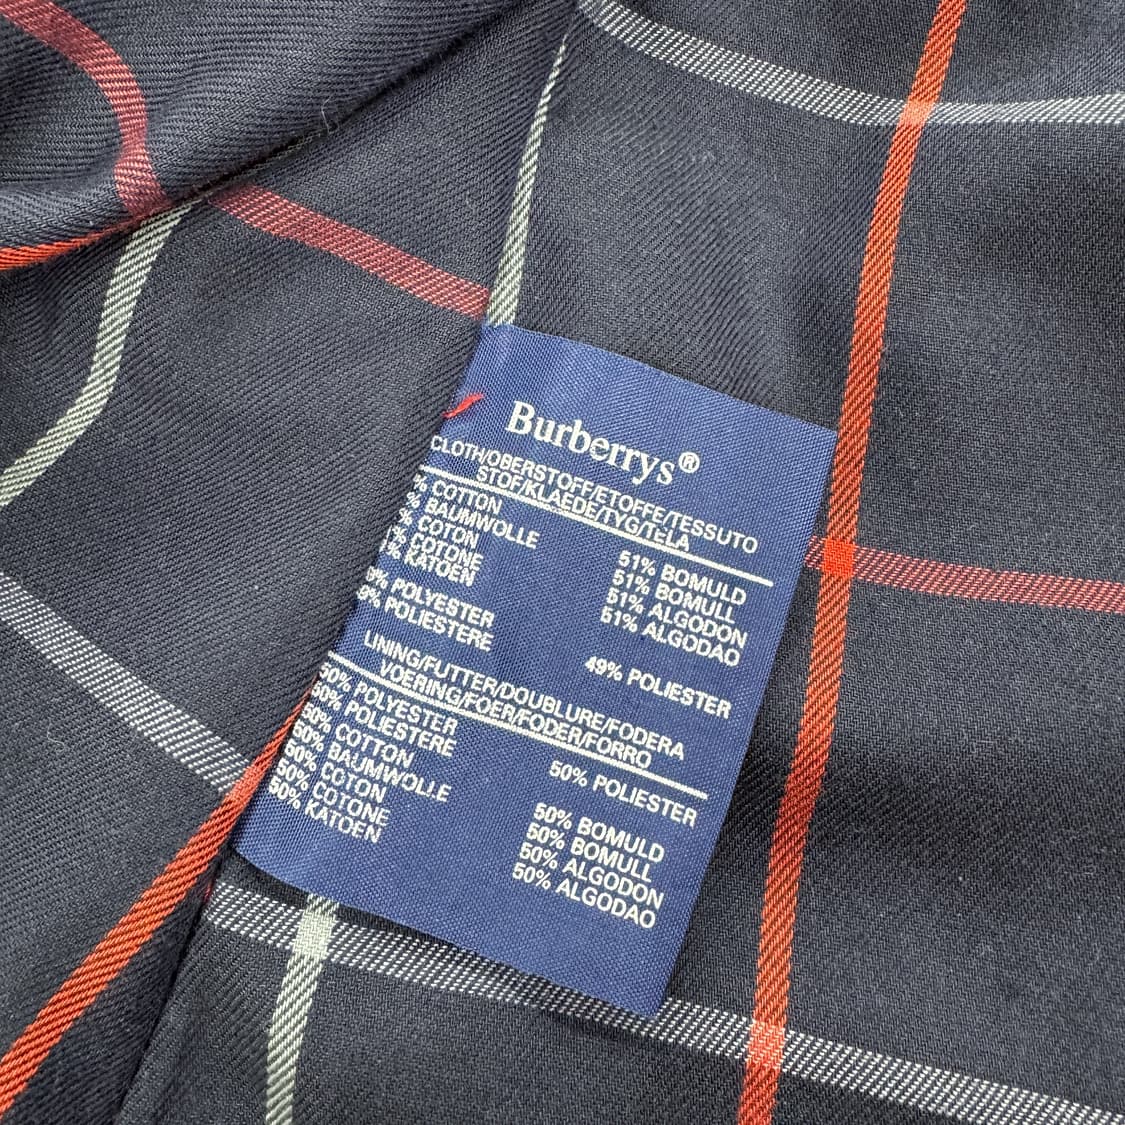 Burberrys®
CLOTH/OBERSTOFF/ETOFFE/TESSUTO
STOF/KLAEDE/TYG/TELA
% COTTON
% BAUMWOLLE
% COTON
% COTONE
% KATOEN
9% POLYESTER
9% POLIESTERE
51% BOMULD
51% BOMULL
51% ALGODON
51% ALGODAO
49% POLIESTER
LINING/FUTTER/DOUBLURE/FODERA
VOERING/FOER/FODER/FORRO
50% POLYESTER
50% POLIESTERE
50% COTTON
50% BAUMWOLLE
50% COTON
50% COTONE
50% KATOEN
50% POLIESTER
50% BOMULD
50% BOMULL
50% ALGODON
50% ALGODAO